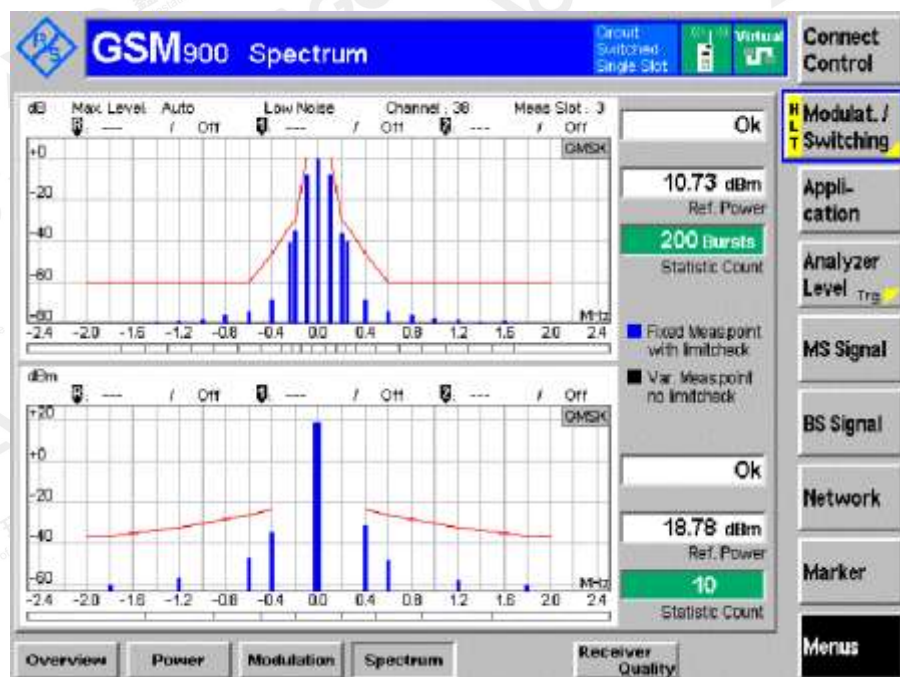 R&S
GSM900 Spectrum
Circuit
Switched
Single Slot
Virtual
Connect
Control
dB Max. Level: Auto Low Noise Channel : 38 Meas Slot : 3
--- / Off --- / Off --- / Off
GMSK
+0
-20
-40
-60
-80
MHz
-2.4 -2.0 -1.6 -1.2 -0.8 -0.4 0.0 0.4 0.8 1.2 1.6 2.0 2.4
Ok
10.73 dBm
Ref. Power
200 Bursts
Statistic Count
Fixed Meas.point
with limitcheck
Var. Meas.point
no limitcheck
dBm
--- / Off --- / Off --- / Off
GMSK
+20
+0
-20
-40
-60
MHz
-2.4 -2.0 -1.6 -1.2 -0.8 -0.4 0.0 0.4 0.8 1.2 1.6 2.0 2.4
Ok
18.78 dBm
Ref. Power
10
Statistic Count
HLT
Modulat. /
Switching
Appli-
cation
Analyzer
Level Trg
MS Signal
BS Signal
Network
Marker
Menus
Overview Power Modulation Spectrum Receiver
Quality